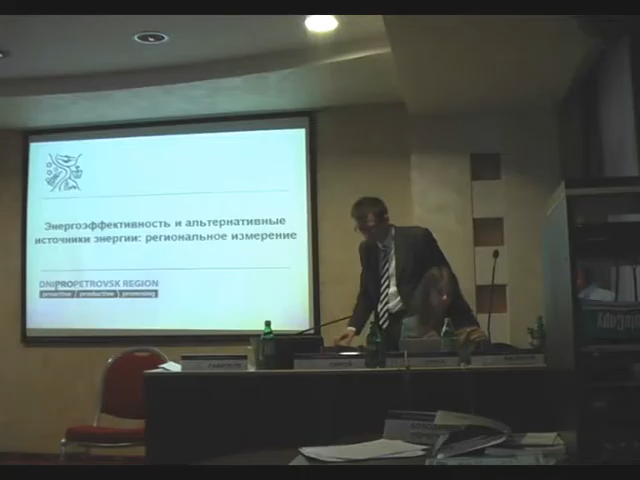 Энергоэффективность и альтернативные
источники энергии: региональное измерение
DNIPROPETROVSK REGION
proactive / productive / promising